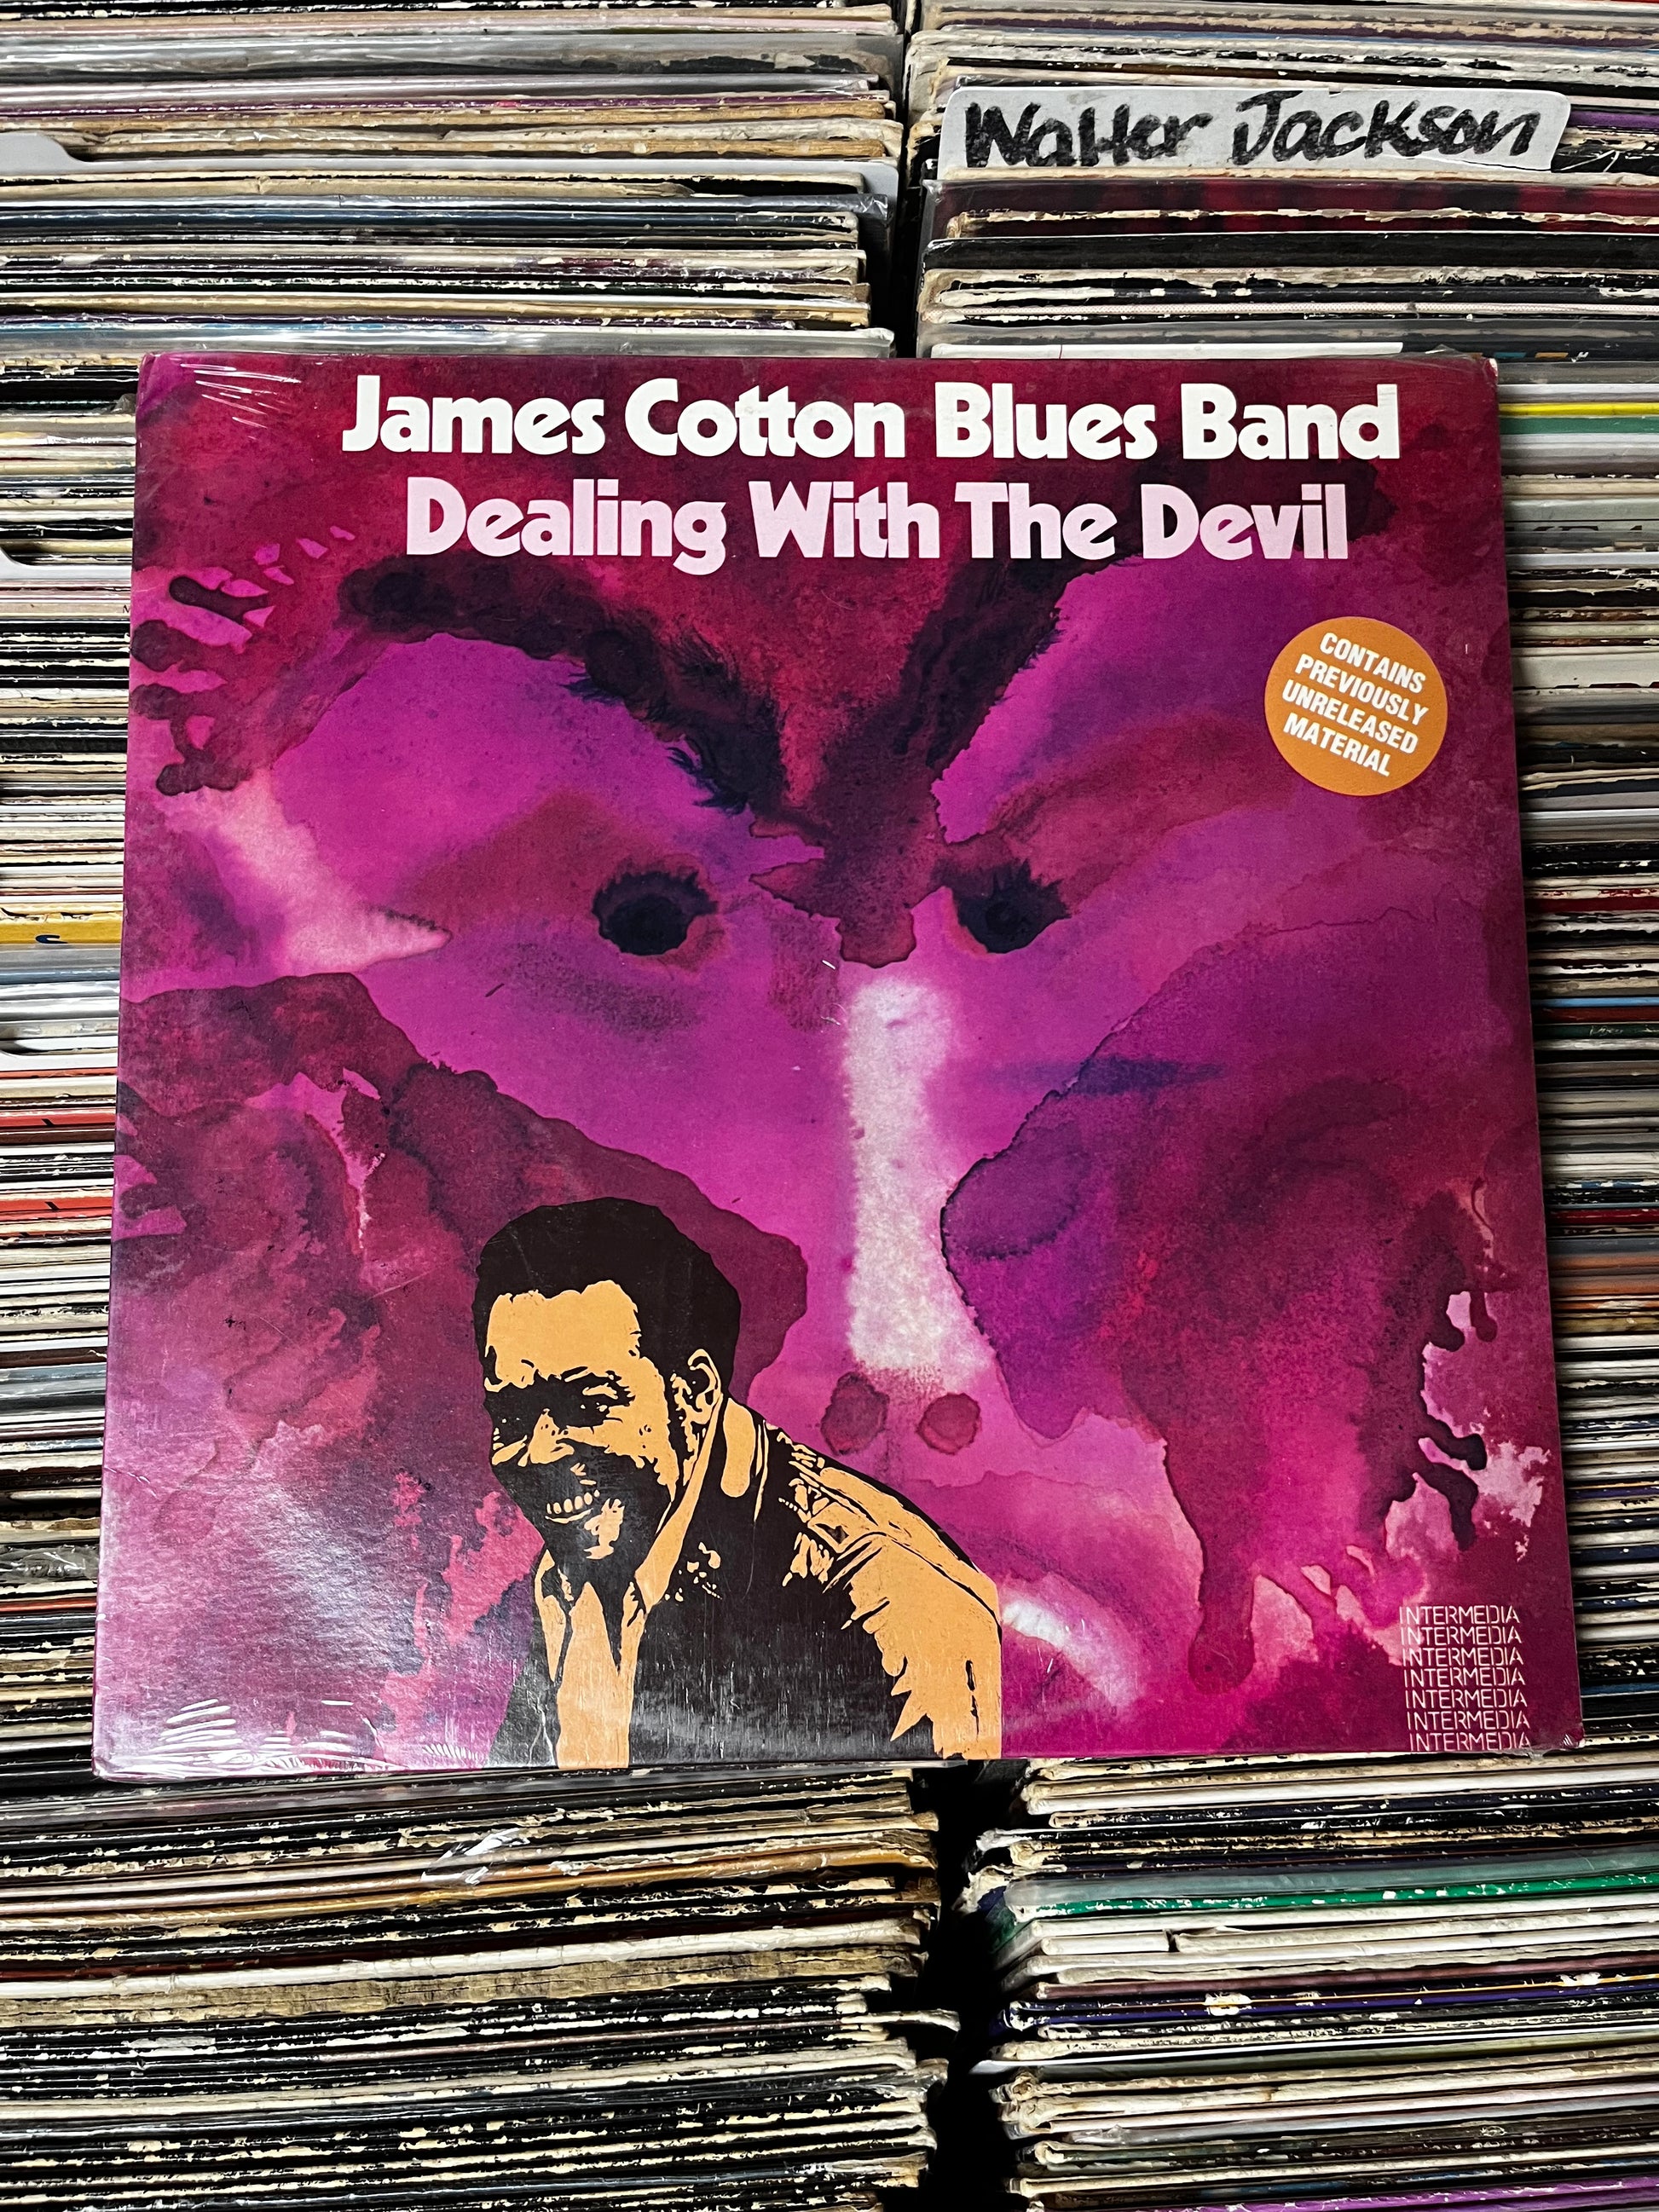 Walter Jackson
James Cotton Blues Band
Dealing With The Devil
CONTAINS
PREVIOUSLY
UNRELEASED
MATERIAL
INTERMEDIA
INTERMEDIA
INTERMEDIA
INTERMEDIA
INTERMEDIA
INTERMEDIA
INTERMEDIA